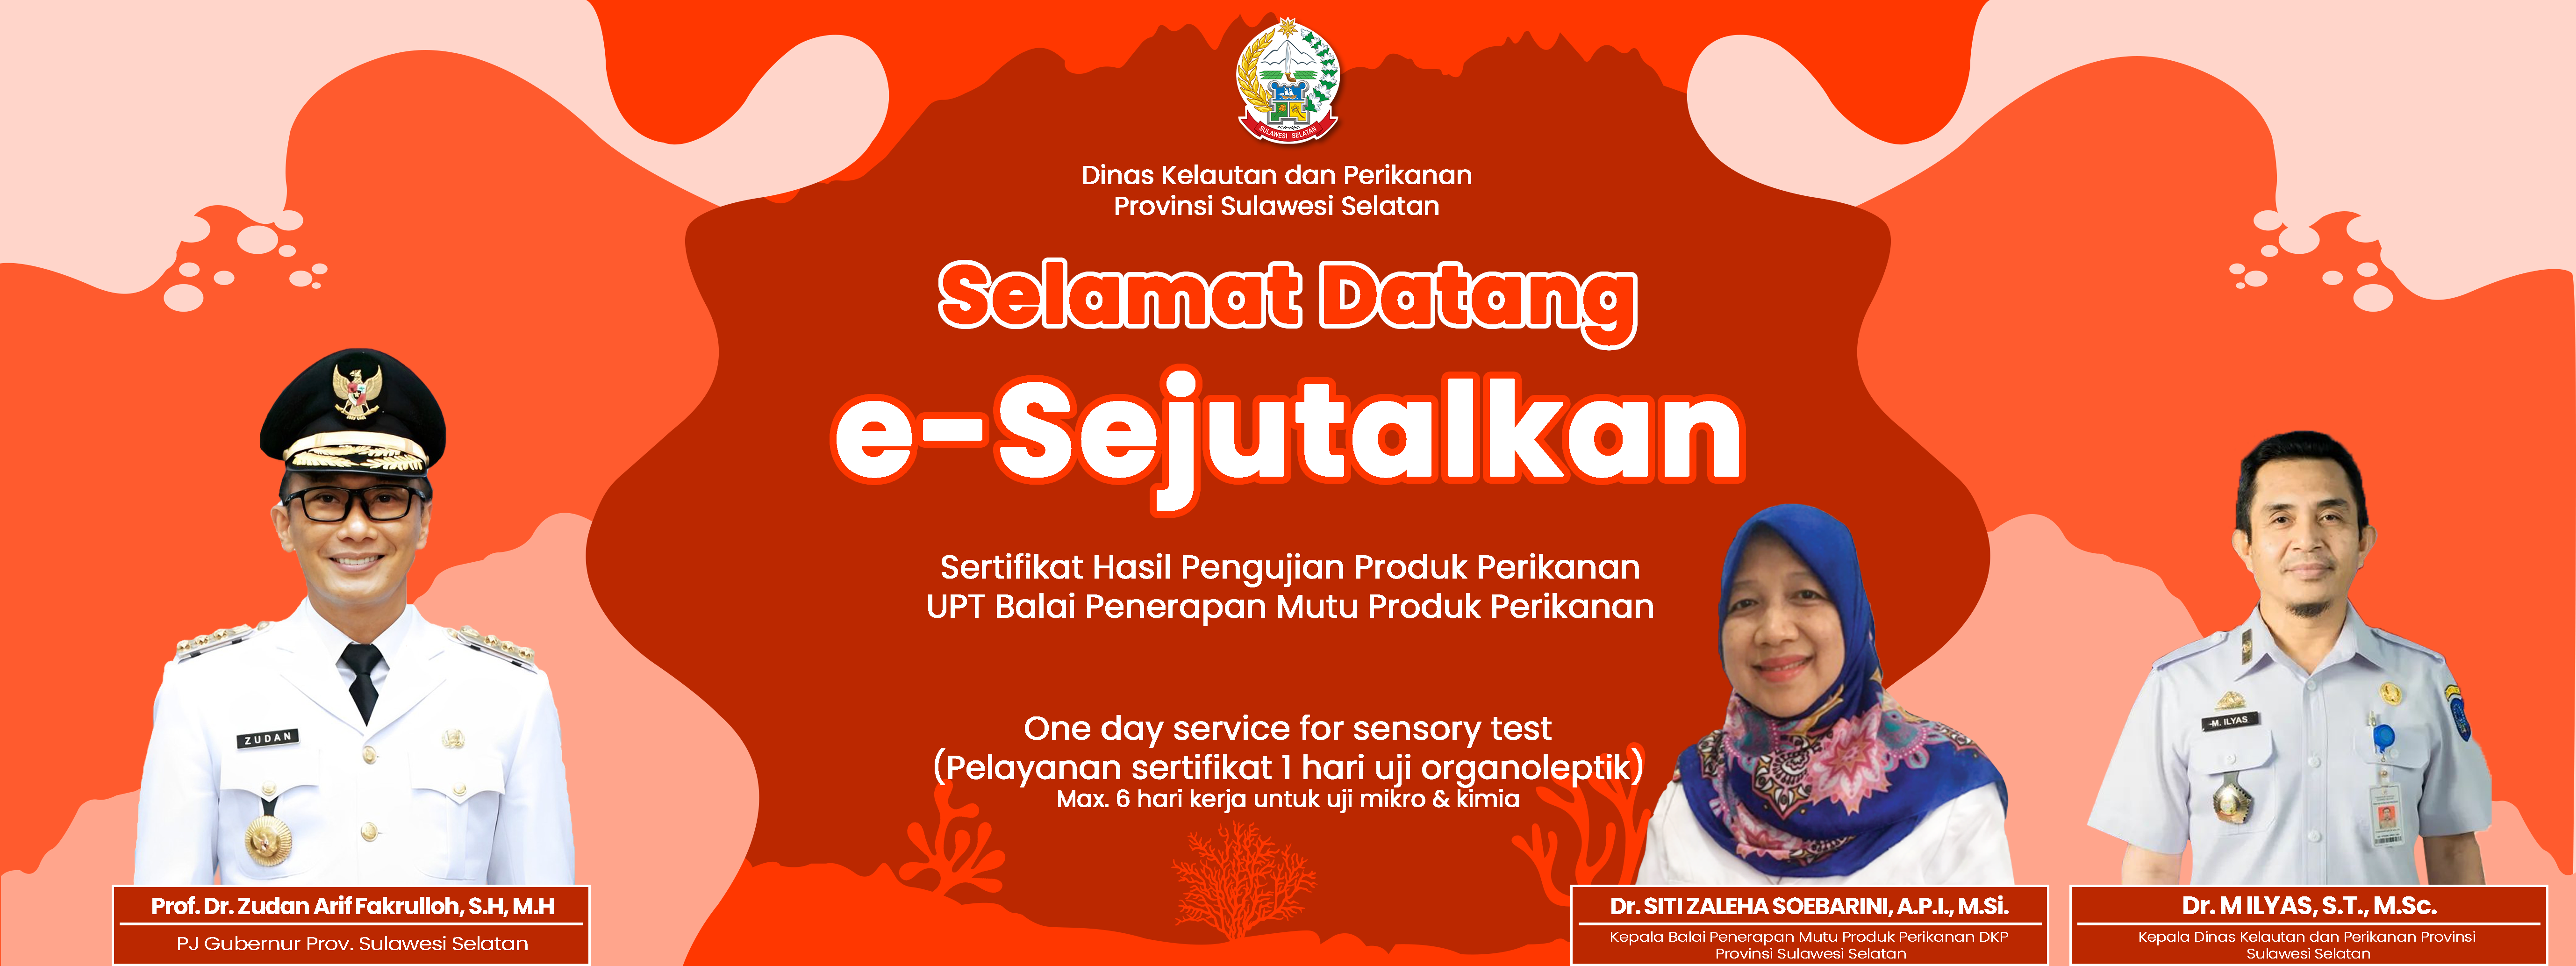 SULAWESI SELATAN
Dinas Kelautan dan Perikanan
Provinsi Sulawesi Selatan
Selamat Datang
e-Sejutalkan
Sertifikat Hasil Pengujian Produk Perikanan
UPT Balai Penerapan Mutu Produk Perikanan
One day service for sensory test
(Pelayanan sertifikat 1 hari uji organoleptik)
Max. 6 hari kerja untuk uji mikro & kimia
ZUDAN
Prof. Dr. Zudan Arif Fakrulloh, S.H, M.H
PJ Gubernur Prov. Sulawesi Selatan
Dr. SITI ZALEHA SOEBARINI, A.P.I., M.Si.
Kepala Balai Penerapan Mutu Produk Perikanan DKP
Provinsi Sulawesi Selatan
M. ILYAS
Dr. M ILYAS, S.T., M.Sc.
Kepala Dinas Kelautan dan Perikanan Provinsi
Sulawesi Selatan